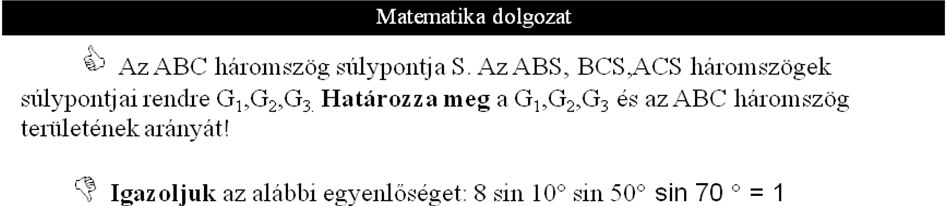 Matematika dolgozat
Az ABC háromszög súlypontja S. Az ABS, BCS,ACS háromszögek
súlypontjai rendre G₁,G₂,G₃. Határozza meg a G₁,G₂,G₃ és az ABC háromszög
területének arányát!
Igazoljuk az alábbi egyenlőséget: 8 sin 10° sin 50° sin 70 ° = 1